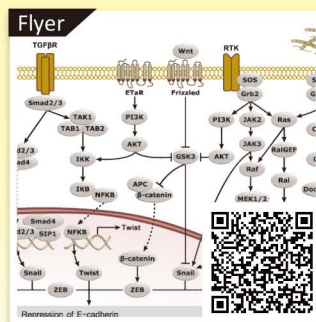 Flyer
TGFβR
Wnt
RTK
ETaR
Frizzled
SOS
Grb2
Smad2/3
TAK1
TAB1
TAB2
PI3K
PI3K
JAK2
Ras
AKT
JAK3
RalGEF
IKK
GSK3
AKT
Raf
Ral
IKB
NFKB
APC
β-catenin
MEK1/2
Smad4
SIP1
NFKB
Twist
β-catenin
Snail
Twist
Snail
ZEB
ZEB
Repression of E-cadherin